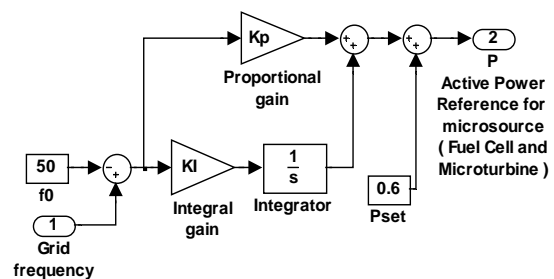 Kp
Proportional
gain
2
P
Active Power
Reference for
microsource
( Fuel Cell and
Microturbine )
50
f0
KI
Integral
gain
1
s
Integrator
0.6
Pset
1
Grid
frequency